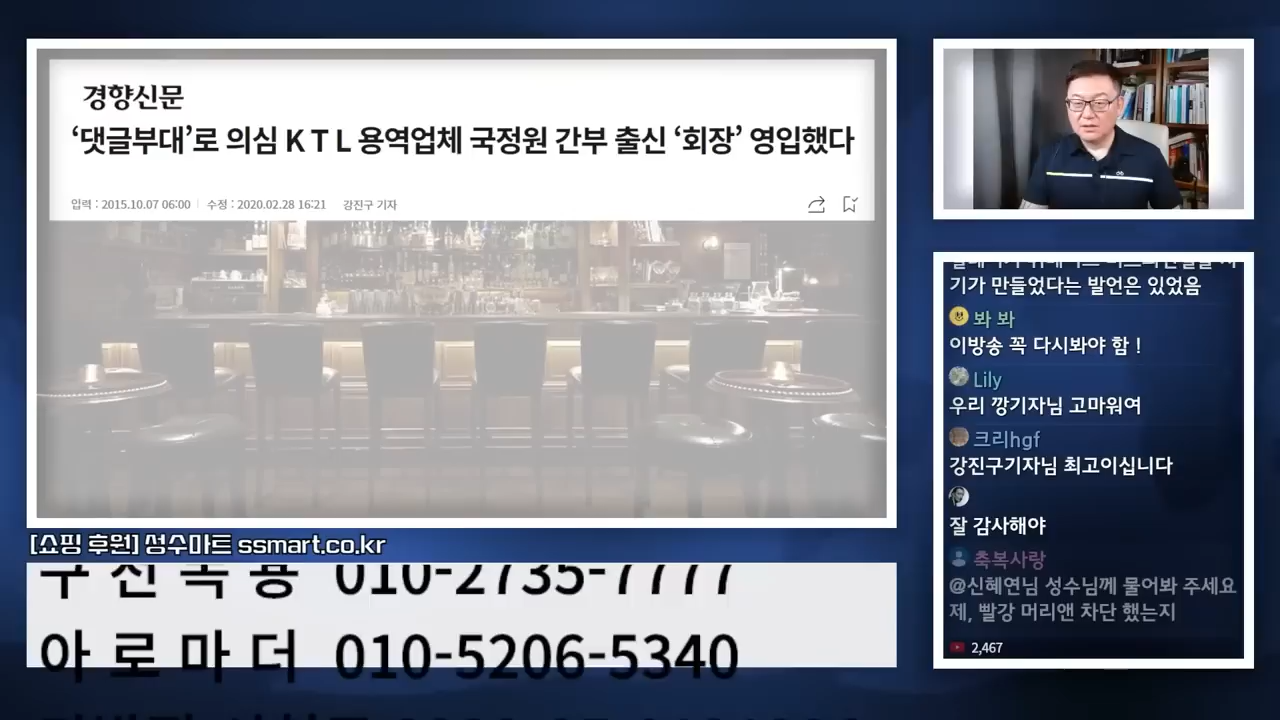 경향신문
‘댓글부대’로 의심 K T L 용역업체 국정원 간부 출신 ‘회장’ 영입했다
입력 : 2015.10.07 06:00
수정 : 2020.02.28 16:21
강진구 기자
기가 만들었다는 발언은 있었음
봐 봐
이방송 꼭 다시봐야 함 !
Lily
우리 깡기자님 고마워여
크리hgf
강진구기자님 최고이십니다
잘 감사해야
축복사랑
@신혜연님 성수님께 물어봐 주세요
제, 빨강 머리앤 차단 했는지
2,467
[쇼핑 후원] 성수마트 ssmart.co.kr
010-2735-7777
아 로 마 더 010-5206-5340